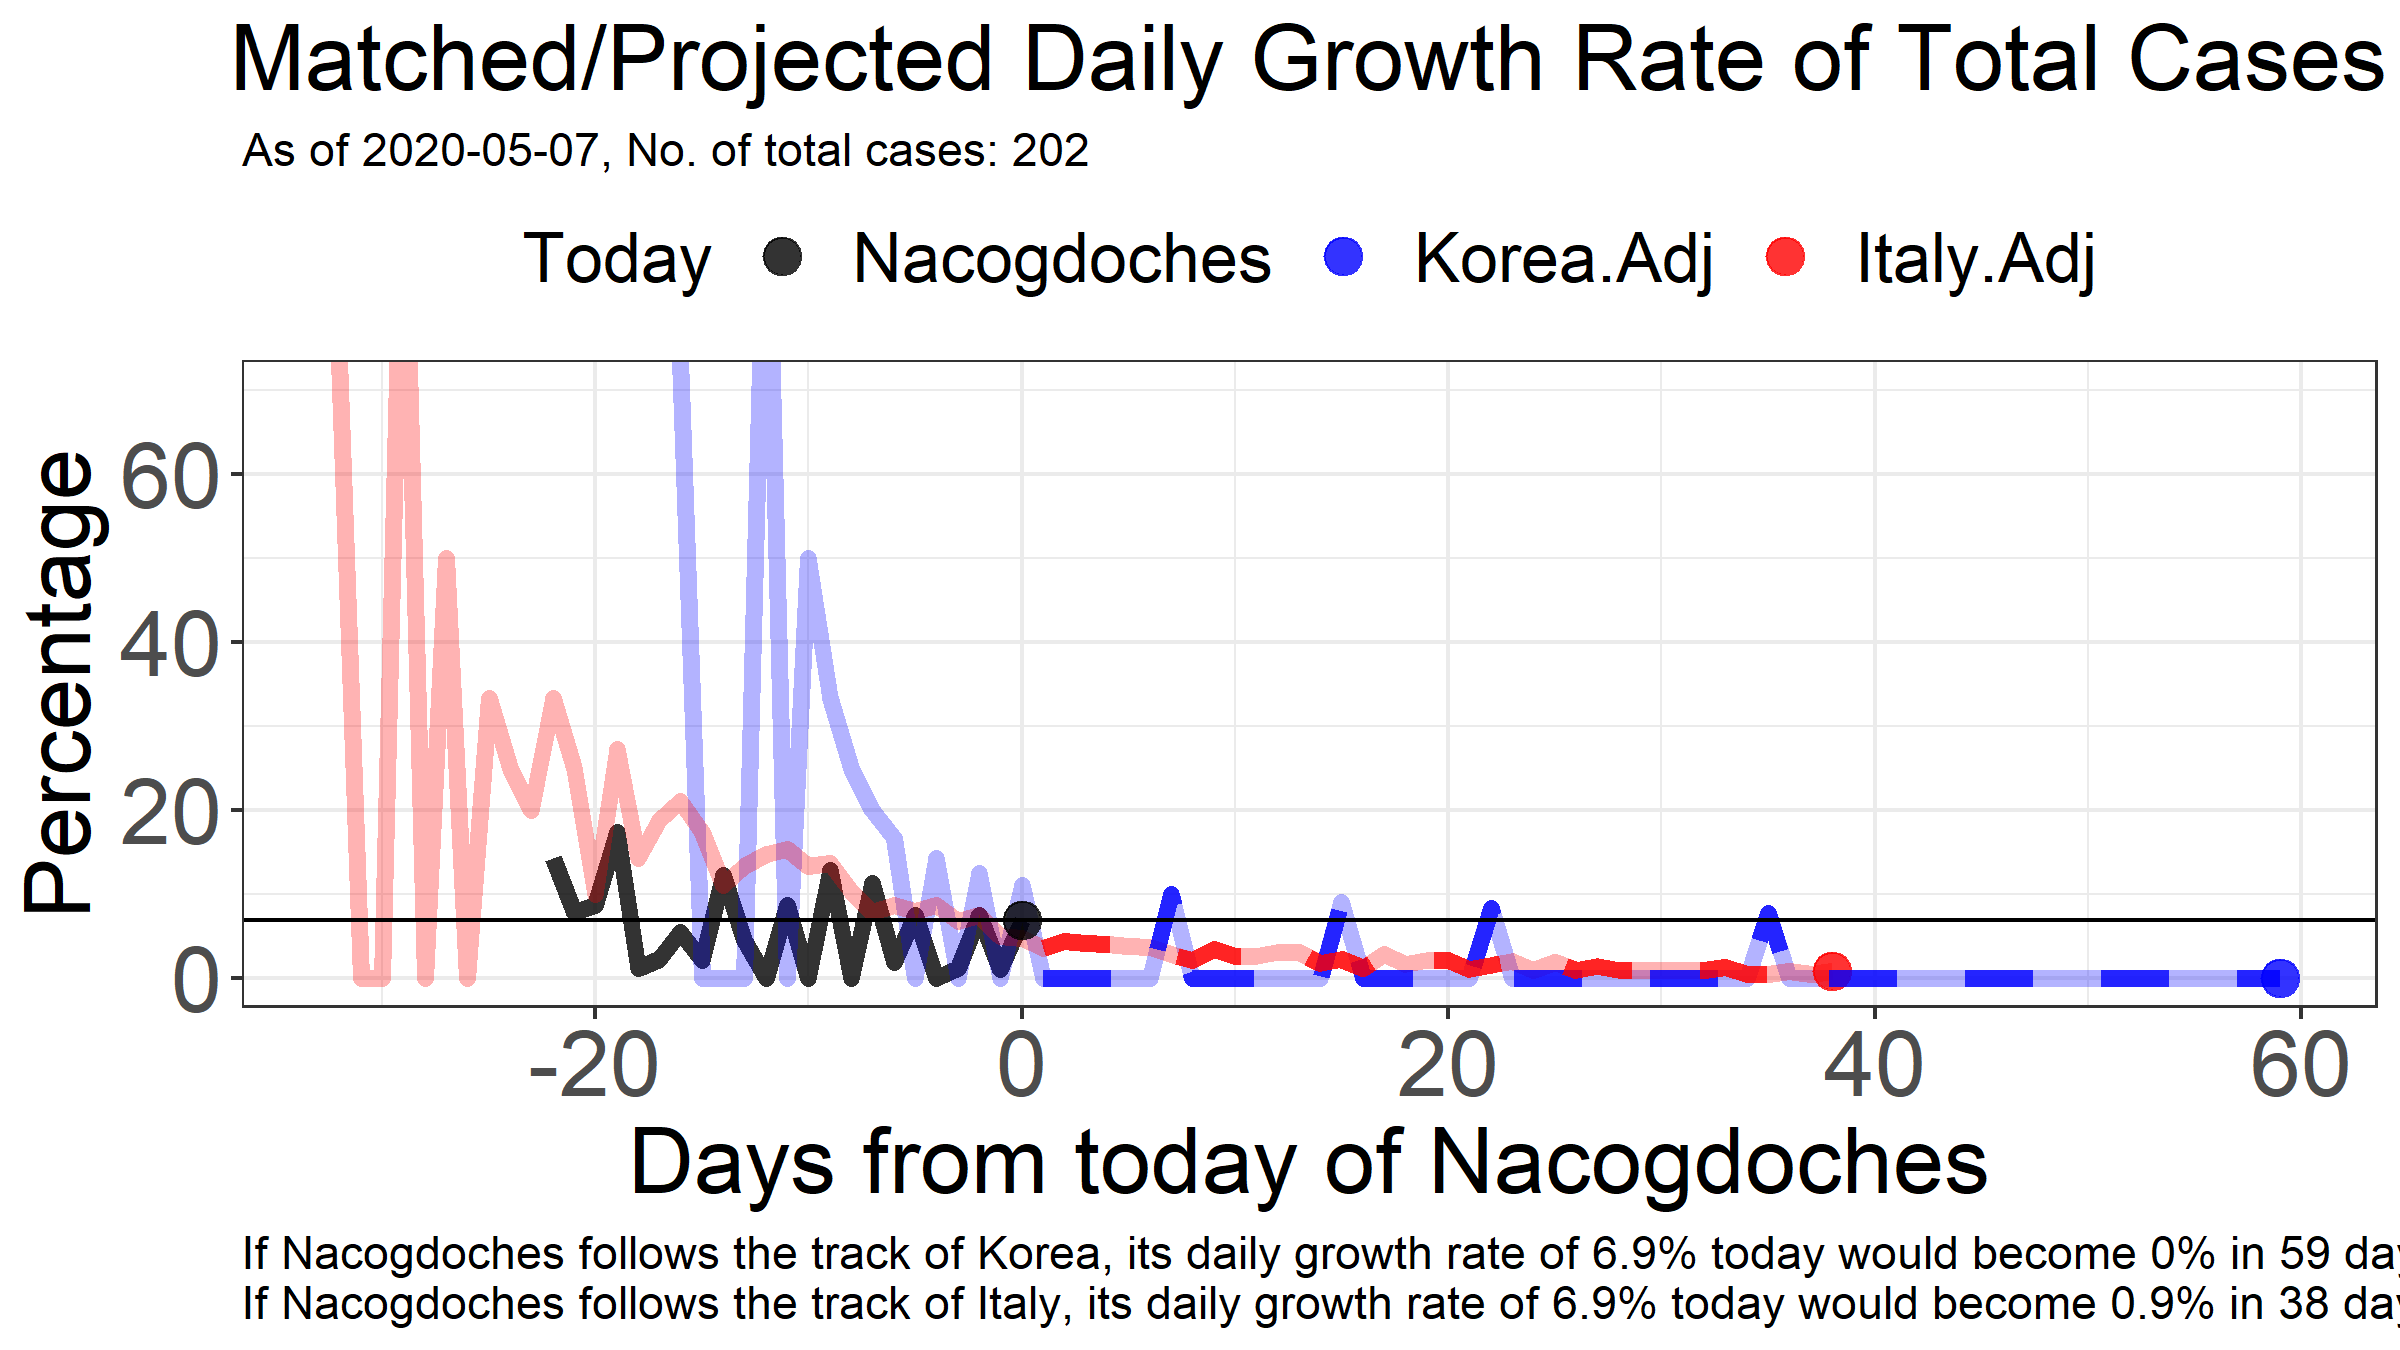 Matched/Projected Daily Growth Rate of Total Cases
As of 2020-05-07, No. of total cases: 202
Today Nacogdoches Korea.Adj Italy.Adj
Percentage
60
40
20
0
-20 0 20 40 60
Days from today of Nacogdoches
If Nacogdoches follows the track of Korea, its daily growth rate of 6.9% today would become 0% in 59
If Nacogdoches follows the track of Italy, its daily growth rate of 6.9% today would become 0.9% in 38